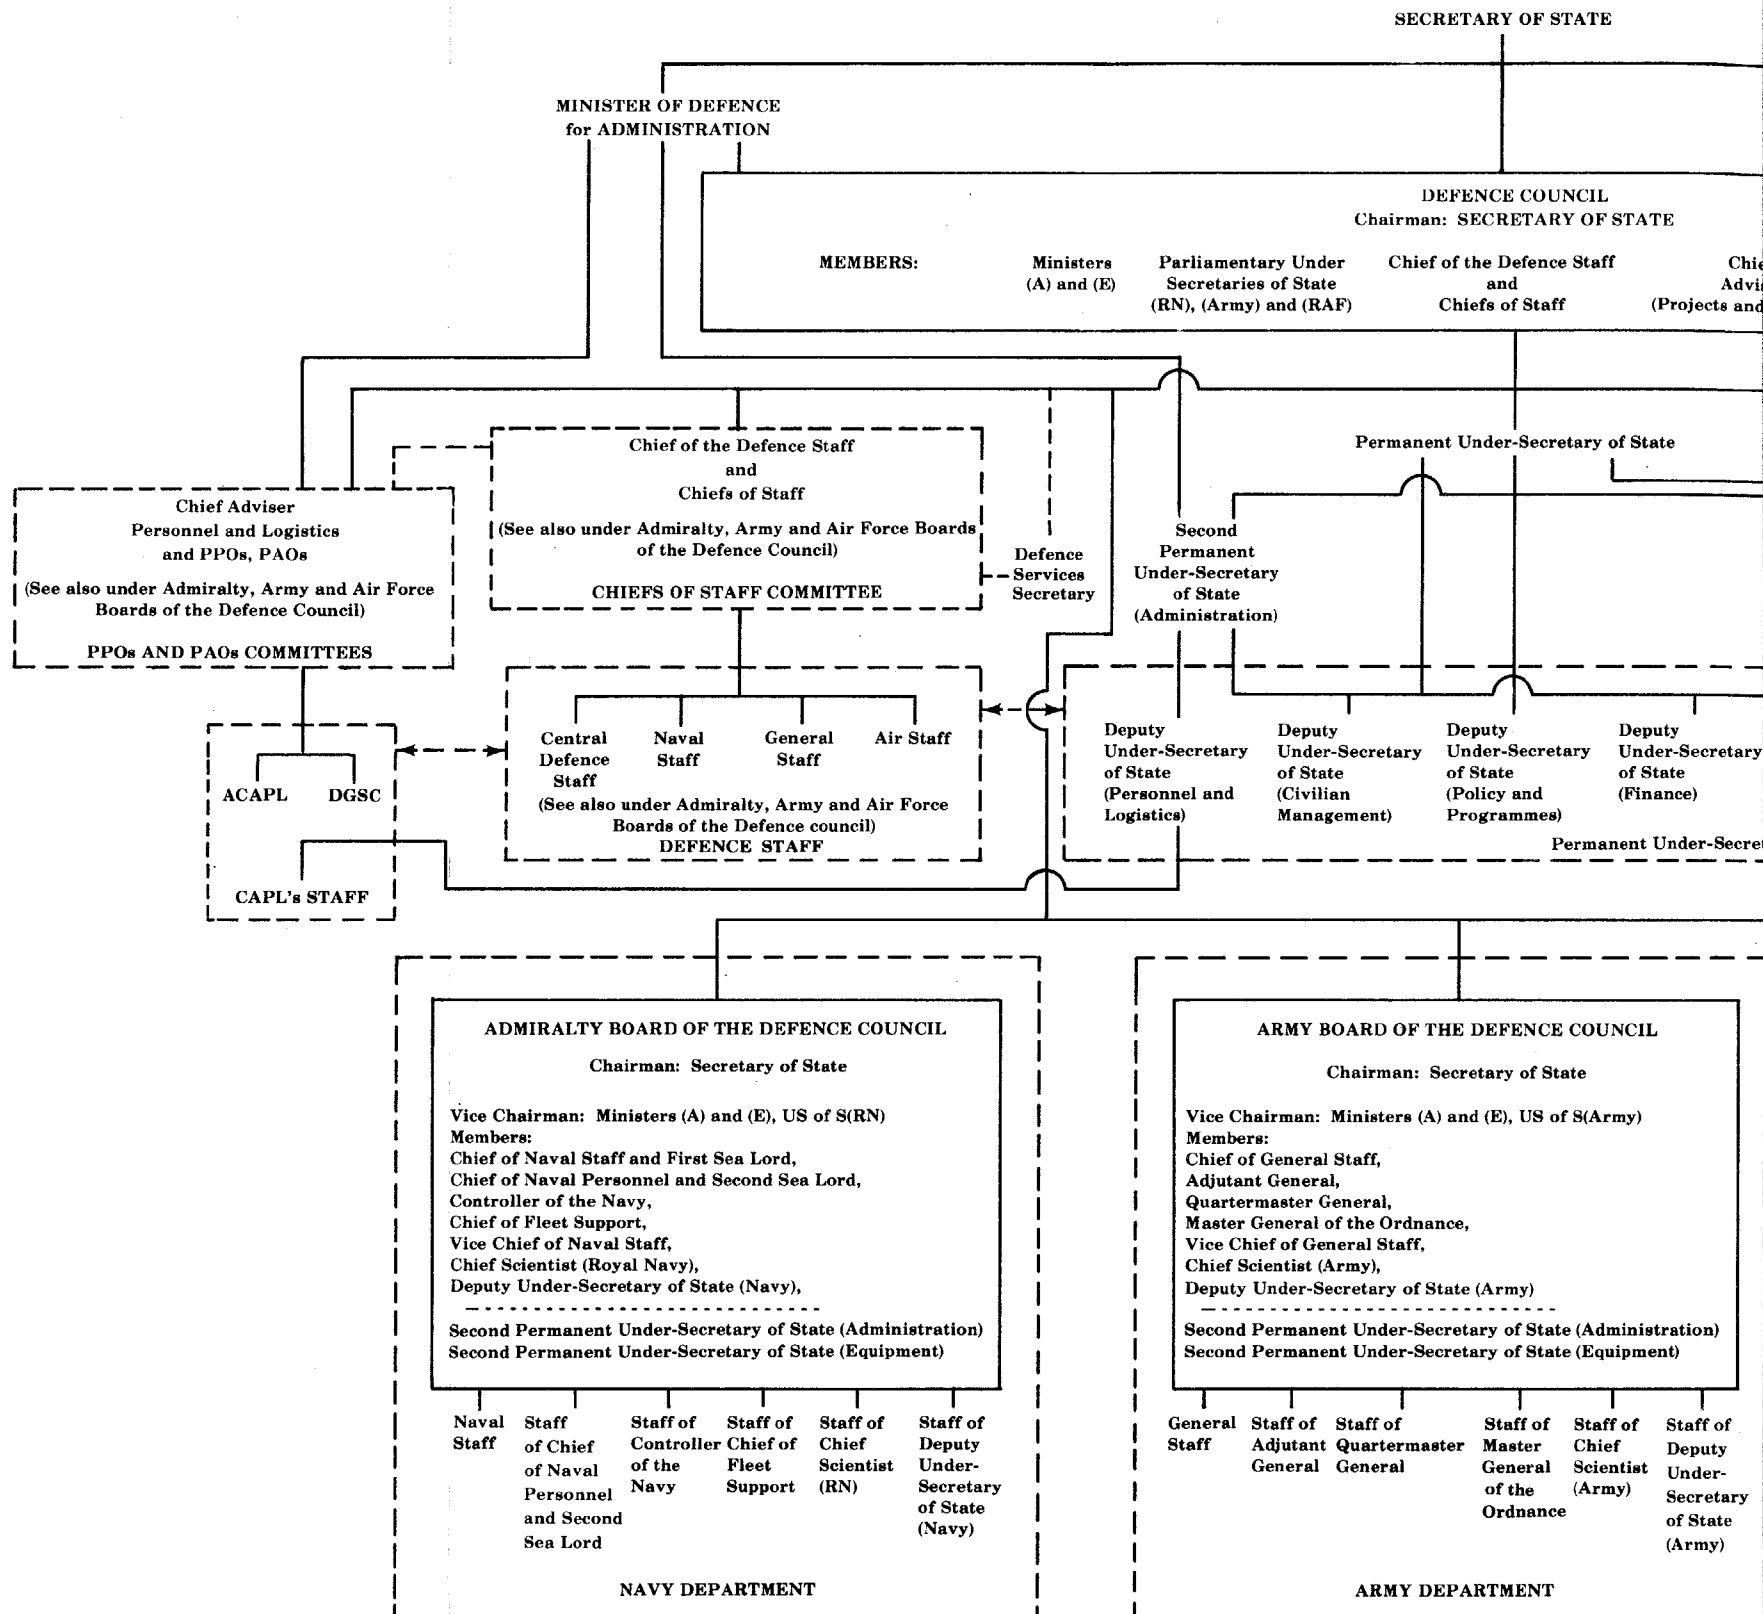 SECRETARY OF STATE
MINISTER OF DEFENCE
for ADMINISTRATION
DEFENCE COUNCIL
Chairman: SECRETARY OF STATE
MEMBERS:
Ministers
(A) and (E)
Parliamentary Under
Secretaries of State
(RN), (Army) and (RAF)
Chief of the Defence Staff
and
Chiefs of Staff
(Projects and
Permanent Under-Secretary of State
Chief of the Defence Staff
and
Chiefs of Staff
(See also under Admiralty, Army and Air Force Boards
of the Defence Council)
CHIEFS OF STAFF COMMITTEE
Chief Adviser
Personnel and Logistics
and PPOs, PAOs
(See also under Admiralty, Army and Air Force
Boards of the Defence Council)
PPOs AND PAOs COMMITTEES
Defence
Services
Secretary
Second
Permanent
Under-Secretary
of State
(Administration)
ACAPL
DGSC
CAPL's STAFF
Central
Defence
Staff
Naval
Staff
General
Staff
Air Staff
(See also under Admiralty, Army and Air Force
Boards of the Defence council)
DEFENCE STAFF
Deputy
Under-Secretary
of State
(Personnel and
Logistics)
Deputy
Under-Secretary
of State
(Civilian
Management)
Deputy
Under-Secretary
of State
(Policy and
Programmes)
Deputy
Under-Secretary
of State
(Finance)
Permanent
ADMIRALTY BOARD OF THE DEFENCE COUNCIL
Chairman: Secretary of State
Vice Chairman: Ministers (A) and (E), US of S(RN)
Members:
Chief of Naval Staff and First Sea Lord,
Chief of Naval Personnel and Second Sea Lord,
Controller of the Navy,
Chief of Fleet Support,
Vice Chief of Naval Staff,
Chief Scientist (Royal Navy),
Deputy Under-Secretary of State (Navy),
Second Permanent Under-Secretary of State (Administration)
Second Permanent Under-Secretary of State (Equipment)
Naval
Staff
Staff
of Chief
of Naval
Personnel
and Second
Sea Lord
Staff of
Controller
of the
Navy
Staff of
Chief of
Fleet
Support
Staff of
Chief
Scientist
(RN)
Staff of
Deputy
Under-
Secretary
of State
(Navy)
NAVY DEPARTMENT
ARMY BOARD OF THE DEFENCE COUNCIL
Chairman: Secretary of State
Vice Chairman: Ministers (A) and (E), US of S(Army)
Members:
Chief of General Staff,
Adjutant General,
Quartermaster General,
Master General of the Ordnance,
Vice Chief of General Staff,
Chief Scientist (Army),
Deputy Under-Secretary of State (Army)
Second Permanent Under-Secretary of State (Administration)
Second Permanent Under-Secretary of State (Equipment)
General
Staff
Staff of
Adjutant
General
Staff of
Quartermaster
General
Staff of
Master
General
of the
Ordnance
Staff of
Chief
Scientist
(Army)
Staff of
Deputy
Under-
Secretary
of State
(Army)
ARMY DEPARTMENT